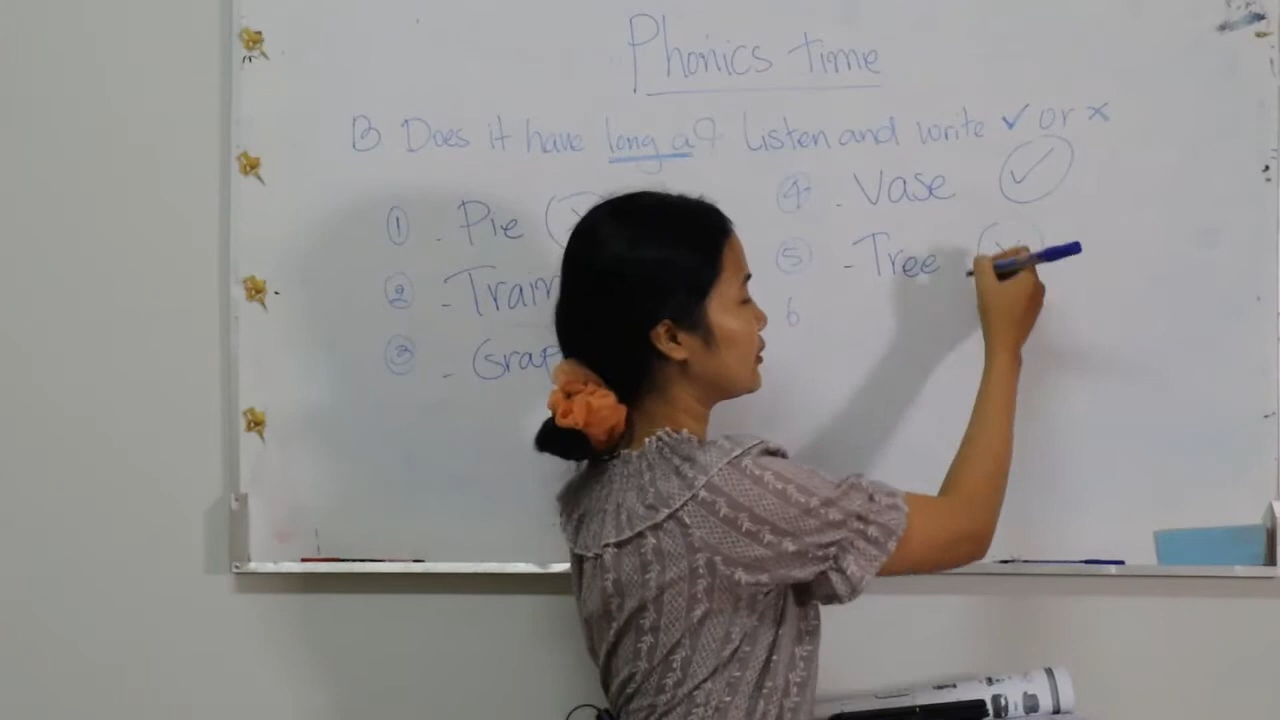 Phonics time
B Does it have long a? Listen and write ✓ or ×
① - Pie
② - Train
③ -
④ - Vase ✓
⑤ - Tree
6